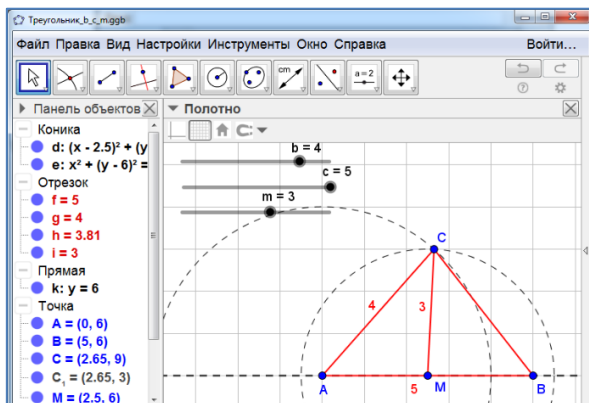 Треугольник_b_c_m.ggb
Файл Правка Вид Настройки Инструменты Окно Справка Войти...
cm a=2
Панель объектов
Коника
d: (x - 2.5)² + (y
e: x² + (y - 6)² =
Отрезок
f = 5
g = 4
h = 3.81
i = 3
Прямая
k: y = 6
Точка
A = (0, 6)
B = (5, 6)
C = (2.65, 9)
C₁ = (2.65, 3)
M = (2.5, 6)
Полотно
b = 4
c = 5
m = 3
C
4 3
5
A M B